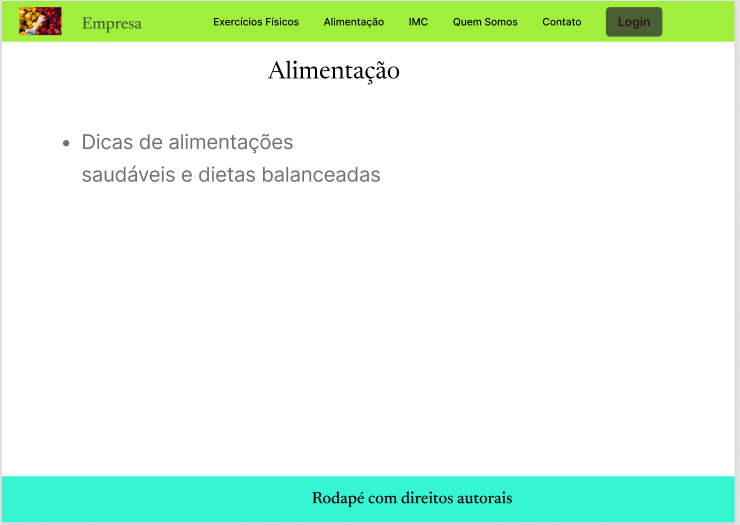 Empresa Exercícios Físicos Alimentação IMC Quem Somos Contato Login
Alimentação
• Dicas de alimentações
saudáveis e dietas balanceadas
Rodapé com direitos autorais